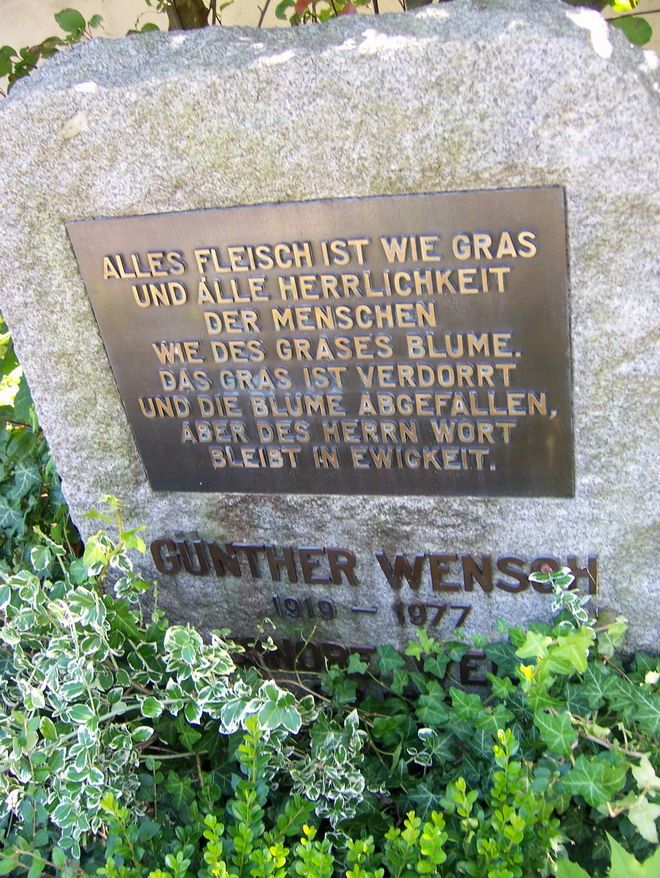 ALLES FLEISCH IST WIE GRAS
UND ALLE HERRLICHKEIT
DER MENSCHEN
WIE DES GRASES BLUME.
DAS GRAS IST VERDORRT
UND DIE BLUME ABGEFALLEN,
ABER DES HERRN WORT
BLEIBT IN EWIGKEIT.
GÜNTHER WENSCH
1919 – 1977